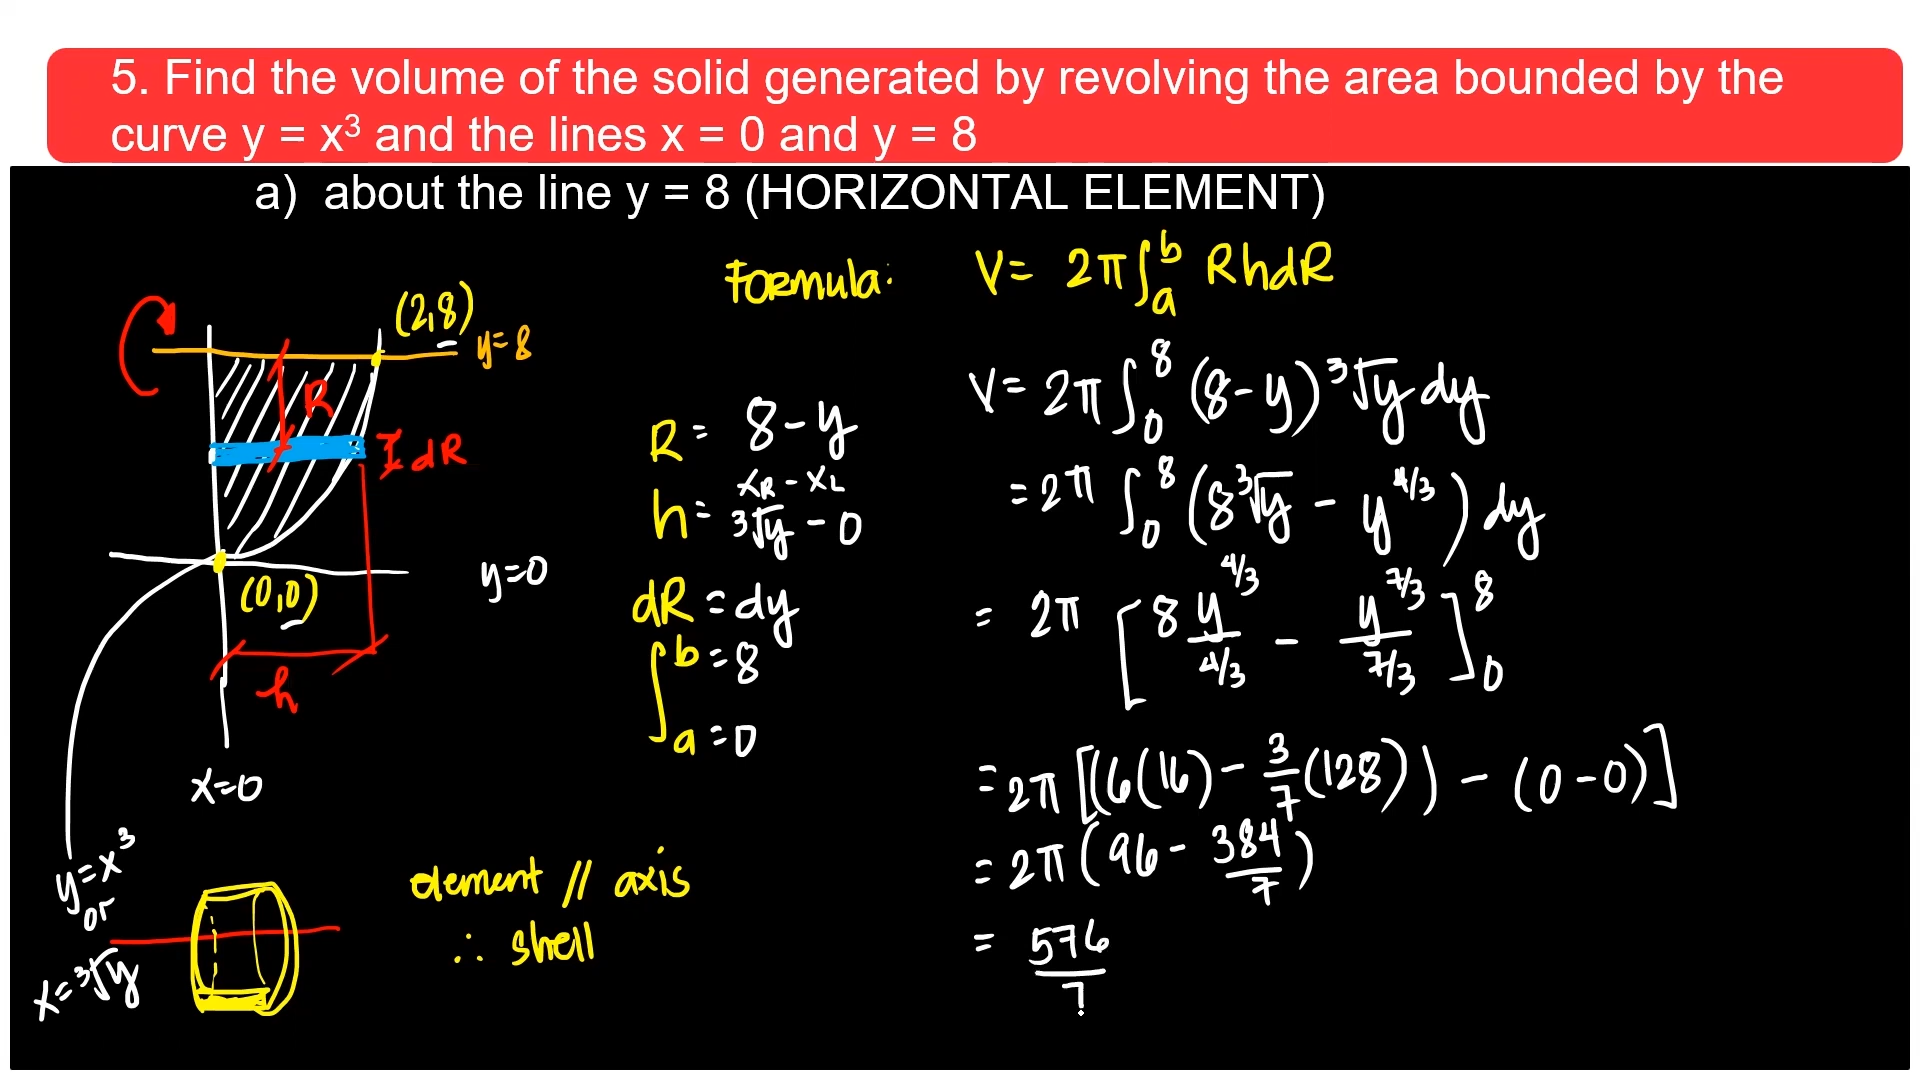 5. Find the volume of the solid generated by revolving the area bounded by the
curve y = x³ and the lines x = 0 and y = 8
a) about the line y = 8 (HORIZONTAL ELEMENT)
Formula: V = 2π∫ₐᵇ RhdR
(2,8)
y=8
R
dR
(0,0)
y=0
h
x=0
y=x³
or
x=³√y
element // axis
∴ shell
R = 8-y
xR - xL
h = ³√y - 0
dR = dy
∫ b = 8
a = 0
V = 2π∫₀⁸ (8-y) ³√y dy
= 2π ∫₀⁸ (8³√y - y^4/3) dy
= 2π [8 y^4/3 / 4/3 - y^7/3 / 7/3]₀⁸
= 2π [(6(16) - 3/7 (128)) - (0-0)]
= 2π (96 - 384/7)
= 576/7